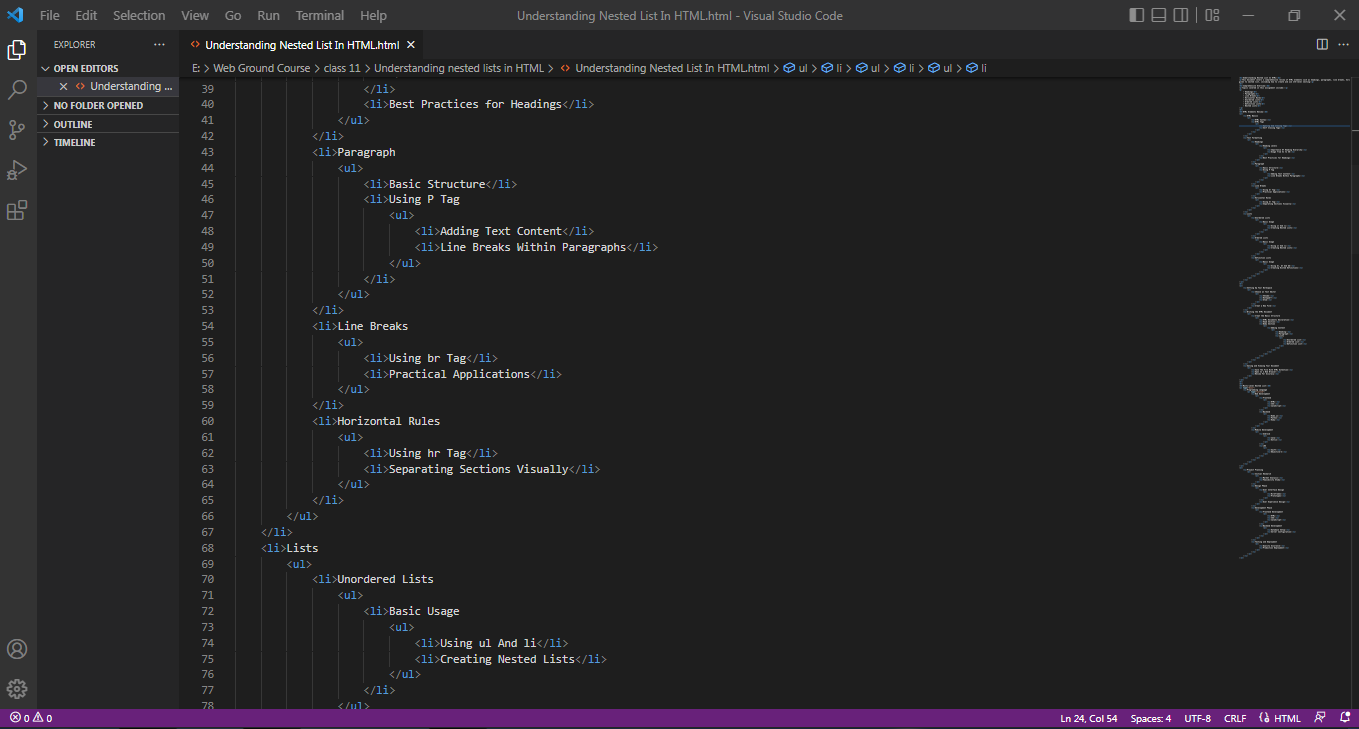 File Edit Selection View Go Run Terminal Help Understanding Nested List In HTML.html - Visual Studio Code
EXPLORER
OPEN EDITORS
Understanding ...
NO FOLDER OPENED
OUTLINE
TIMELINE
Understanding Nested List In HTML.html
E: > Web Ground Course > class 11 > Understanding nested lists in HTML > Understanding Nested List In HTML.html > ul > li > ul > li > ul > li
39 </li>
40 <li>Best Practices for Headings</li>
41 </ul>
42 </li>
43 <li>Paragraph
44 <ul>
45 <li>Basic Structure</li>
46 <li>Using P Tag
47 <ul>
48 <li>Adding Text Content</li>
49 <li>Line Breaks Within Paragraphs</li>
50 </ul>
51 </li>
52 </ul>
53 </li>
54 <li>Line Breaks
55 <ul>
56 <li>Using br Tag</li>
57 <li>Practical Applications</li>
58 </ul>
59 </li>
60 <li>Horizontal Rules
61 <ul>
62 <li>Using hr Tag</li>
63 <li>Separating Sections Visually</li>
64 </ul>
65 </li>
66 </ul>
67 </li>
68 <li>Lists
69 <ul>
70 <li>Unordered Lists
71 <ul>
72 <li>Basic Usage
73 <ul>
74 <li>Using ul And li</li>
75 <li>Creating Nested Lists</li>
76 </ul>
77 </li>
78 </ul>
0 0 Ln 24, Col 54 Spaces: 4 UTF-8 CRLF HTML